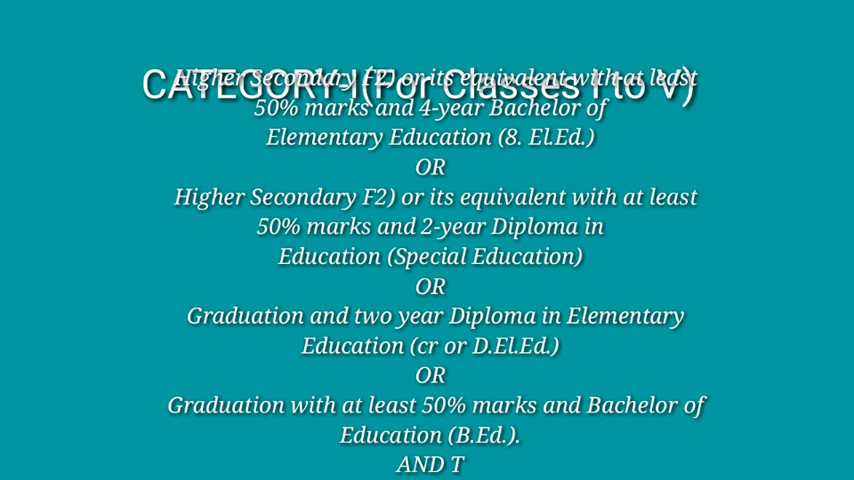 CATEGORY-I(For Classes I to V)
Higher Secondary F2) or its equivalent with at least
50% marks and 4-year Bachelor of
Elementary Education (8. El.Ed.)
OR
Higher Secondary F2) or its equivalent with at least
50% marks and 2-year Diploma in
Education (Special Education)
OR
Graduation and two year Diploma in Elementary
Education (cr or D.El.Ed.)
OR
Graduation with at least 50% marks and Bachelor of
Education (B.Ed.).
AND T